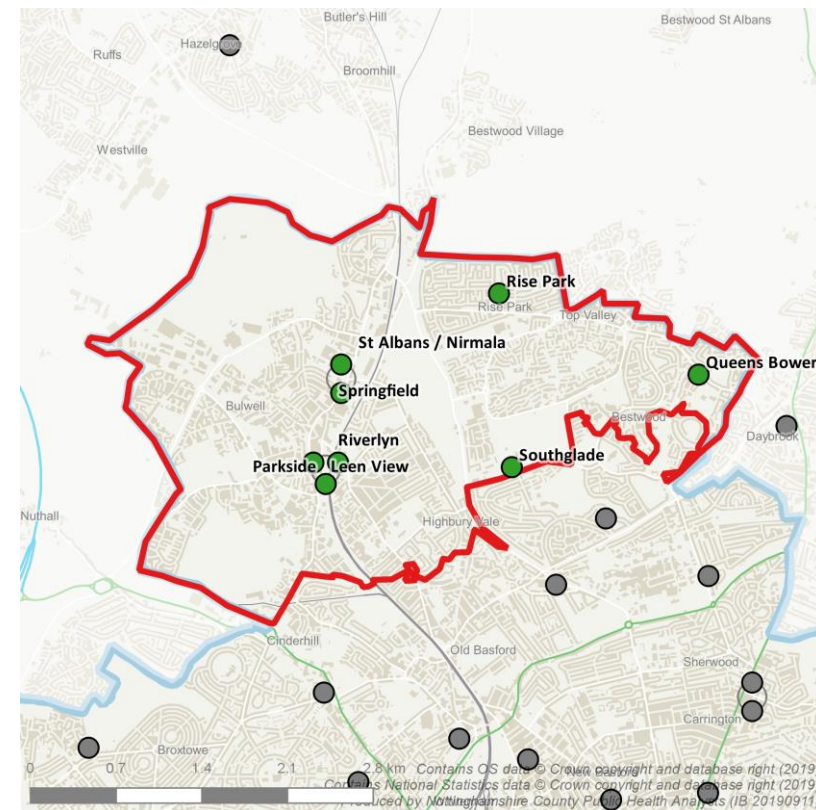 Butler's Hill
Bestwood St Albans
Hazelgrove
Ruffs
Broomhill
Bestwood Village
Westville
Rise Park
Rise Park
Top Valley
St Albans / Nirmala
Queens Bower
Springfield
Bulwell
Bestwood
Daybrook
Riverlyn
Parkside
Leen View
Southglade
Nuthall
Highbury Vale
Cinderhill
Old Basford
Sherwood
Carrington
Broxtowe
New Basford
0 0.7 1.4 2.1 2.8 km
Contains OS data © Crown copyright and database right (2019
Contains National Statistics data © Crown copyright and database right (2019
duced by Nottinghamshire County Public Health Analysts (IB 20190911